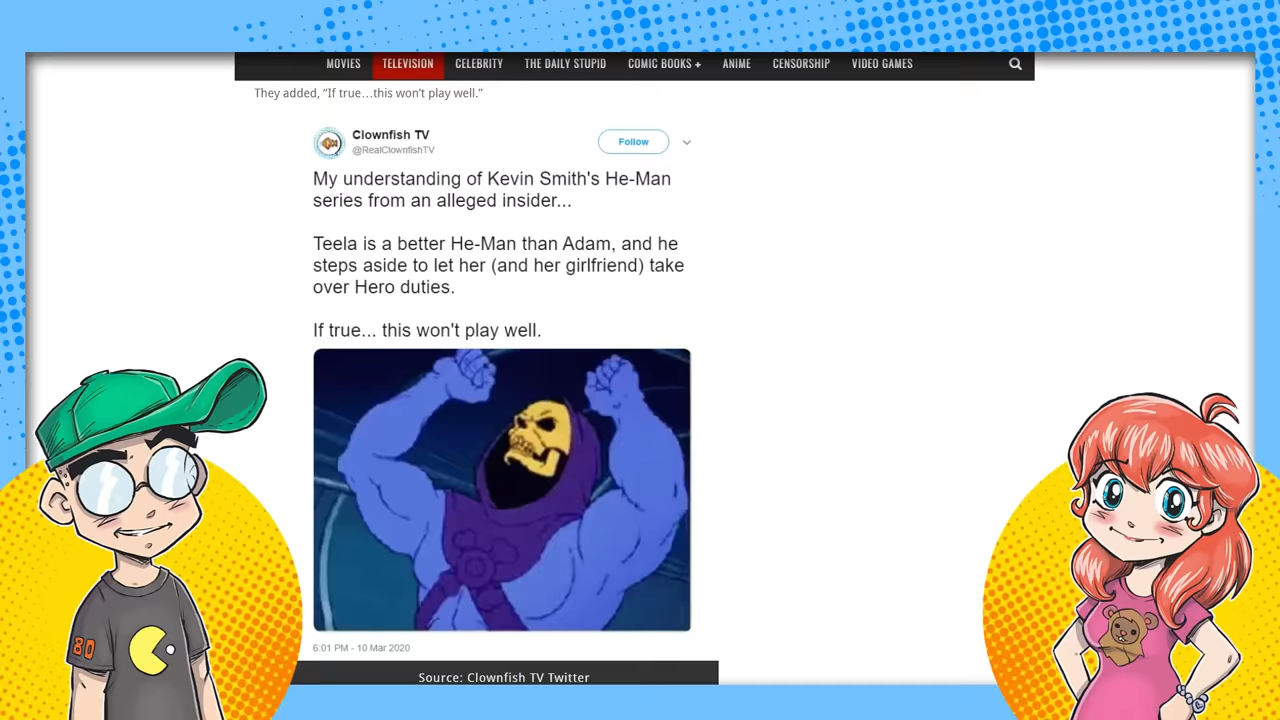 MOVIES TELEVISION CELEBRITY THE DAILY STUPID COMIC BOOKS + ANIME CENSORSHIP VIDEO GAMES
They added, “If true…this won’t play well.”
Clownfish TV
@RealClownfishTV
Follow
My understanding of Kevin Smith's He-Man
series from an alleged insider...
Teela is a better He-Man than Adam, and he
steps aside to let her (and her girlfriend) take
over Hero duties.
If true... this won't play well.
6:01 PM - 10 Mar 2020
Source: Clownfish TV Twitter
80